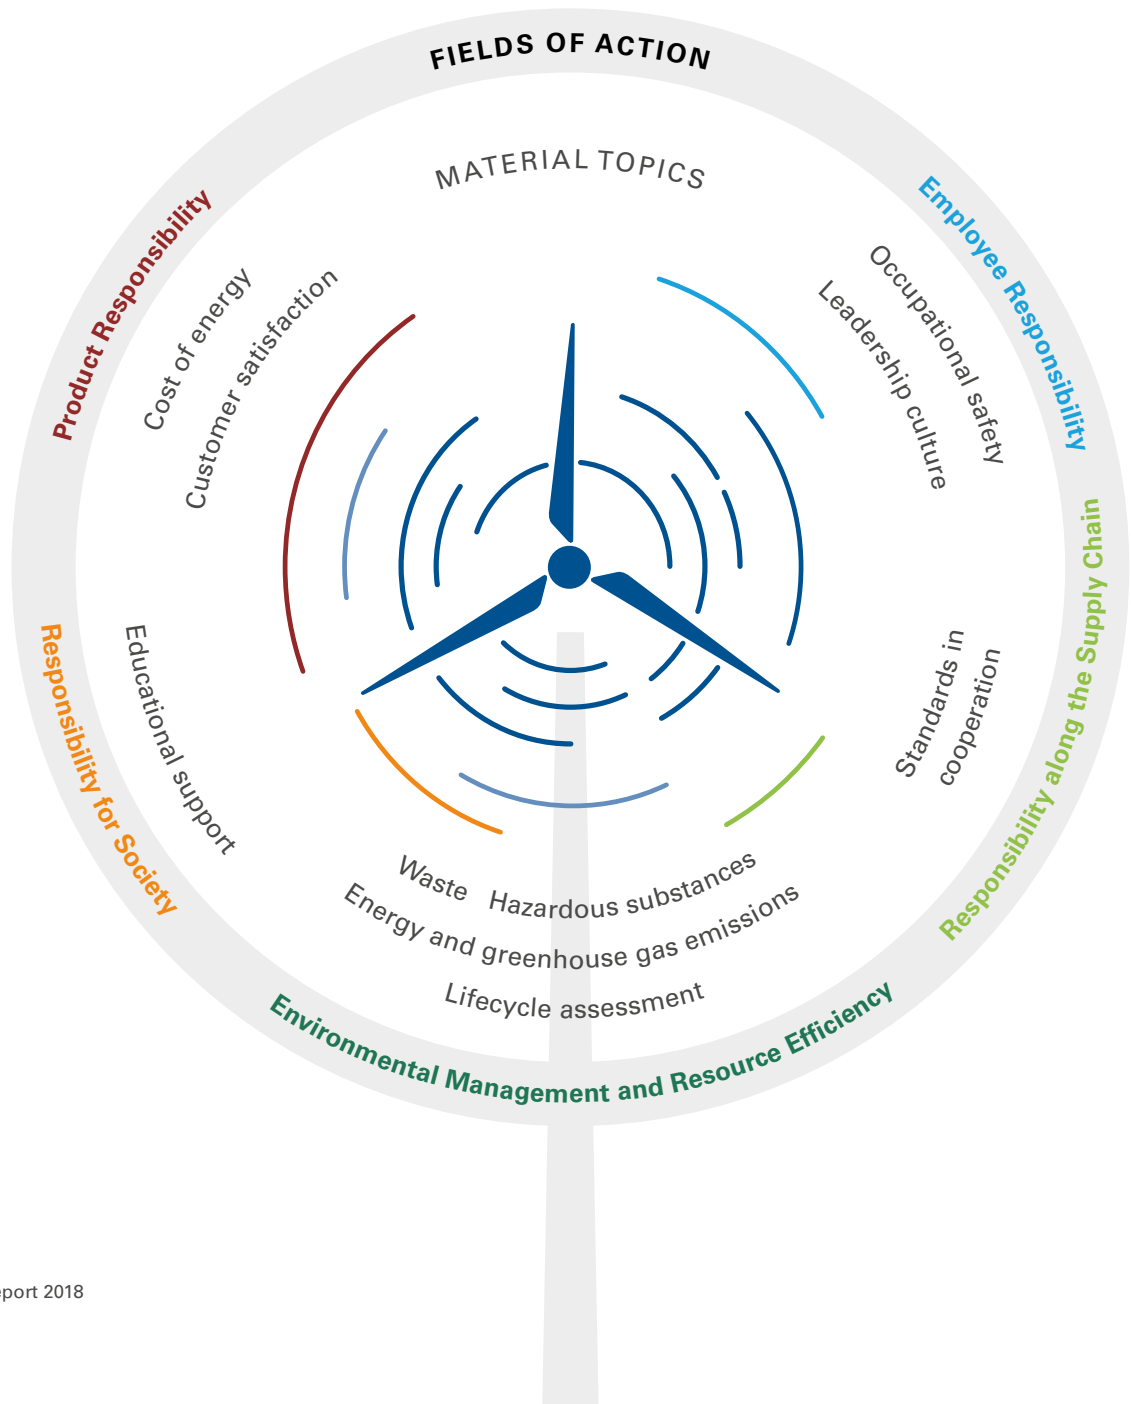 FIELDS OF ACTION
MATERIAL TOPICS
Product Responsibility
Cost of energy
Customer satisfaction
Employee Responsibility
Occupational safety
Leadership culture
Responsibility along the Supply Chain
Standards in
cooperation
Responsibility for Society
Educational support
Waste
Hazardous substances
Energy and greenhouse gas emissions
Lifecycle assessment
Environmental Management and Resource Efficiency
2018